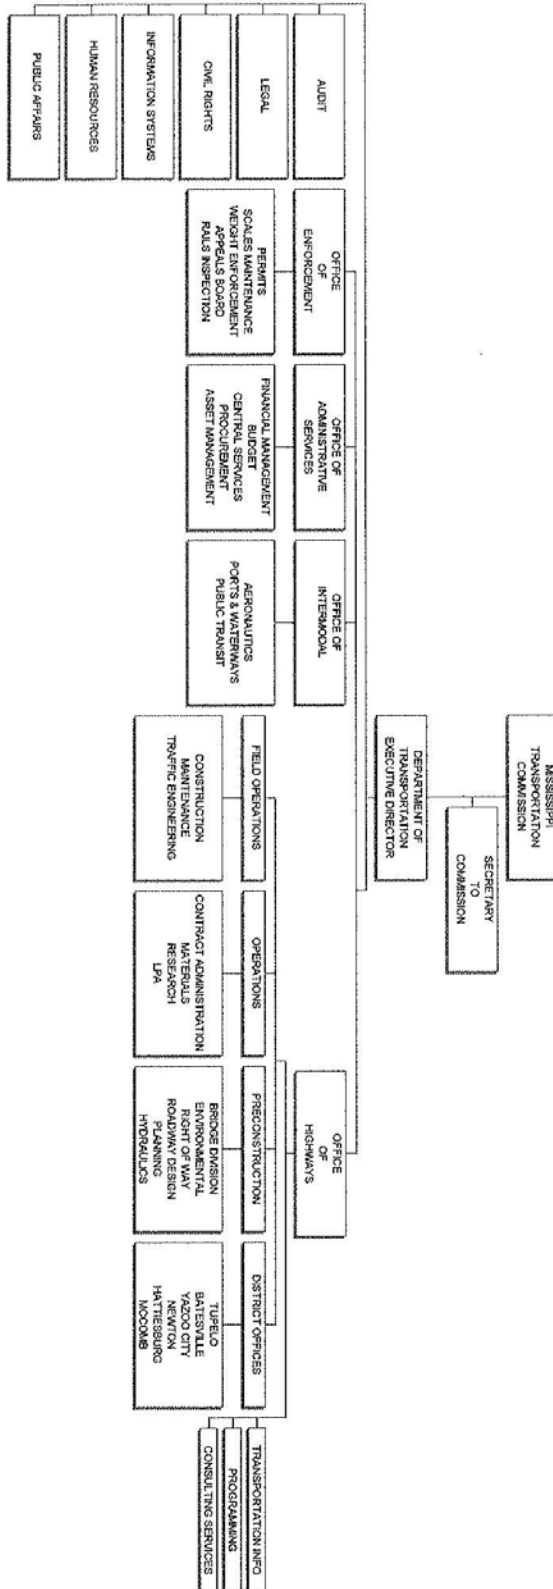 MISSISSIPPI
TRANSPORTATION
COMMISSION
SECRETARY
TO
COMMISSION
DEPARTMENT OF
TRANSPORTATION
EXECUTIVE DIRECTOR
AUDIT
LEGAL
CIVIL RIGHTS
INFORMATION SYSTEMS
HUMAN RESOURCES
PUBLIC AFFAIRS
OFFICE
OF
ENFORCEMENT
PERMITS
SCALES MAINTENANCE
WEIGHT ENFORCEMENT
APPEALS BOARD
RAILS INSPECTION
OFFICE OF
ADMINISTRATIVE
SERVICES
FINANCIAL MANAGEMENT
BUDGET
CENTRAL SERVICES
PROCUREMENT
ASSET MANAGEMENT
OFFICE OF
INTERMODAL
AERONAUTICS
PORTS & WATERWAYS
PUBLIC TRANSIT
OFFICE
OF
HIGHWAYS
FIELD OPERATIONS
CONSTRUCTION
MAINTENANCE
TRAFFIC ENGINEERING
OPERATIONS
CONTRACT ADMINISTRATION
MATERIALS
RESEARCH
LPA
PRECONSTRUCTION
BRIDGE DIVISION
ENVIRONMENTAL
RIGHT OF WAY
ROADWAY DESIGN
PLANNING
HYDRAULICS
DISTRICT OFFICES
TUPELO
BATESVILLE
YAZOO CITY
NEWTON
HATTIESBURG
MCCOMB
TRANSPORTATION INFO
PROGRAMMING
CONSULTING SERVICES